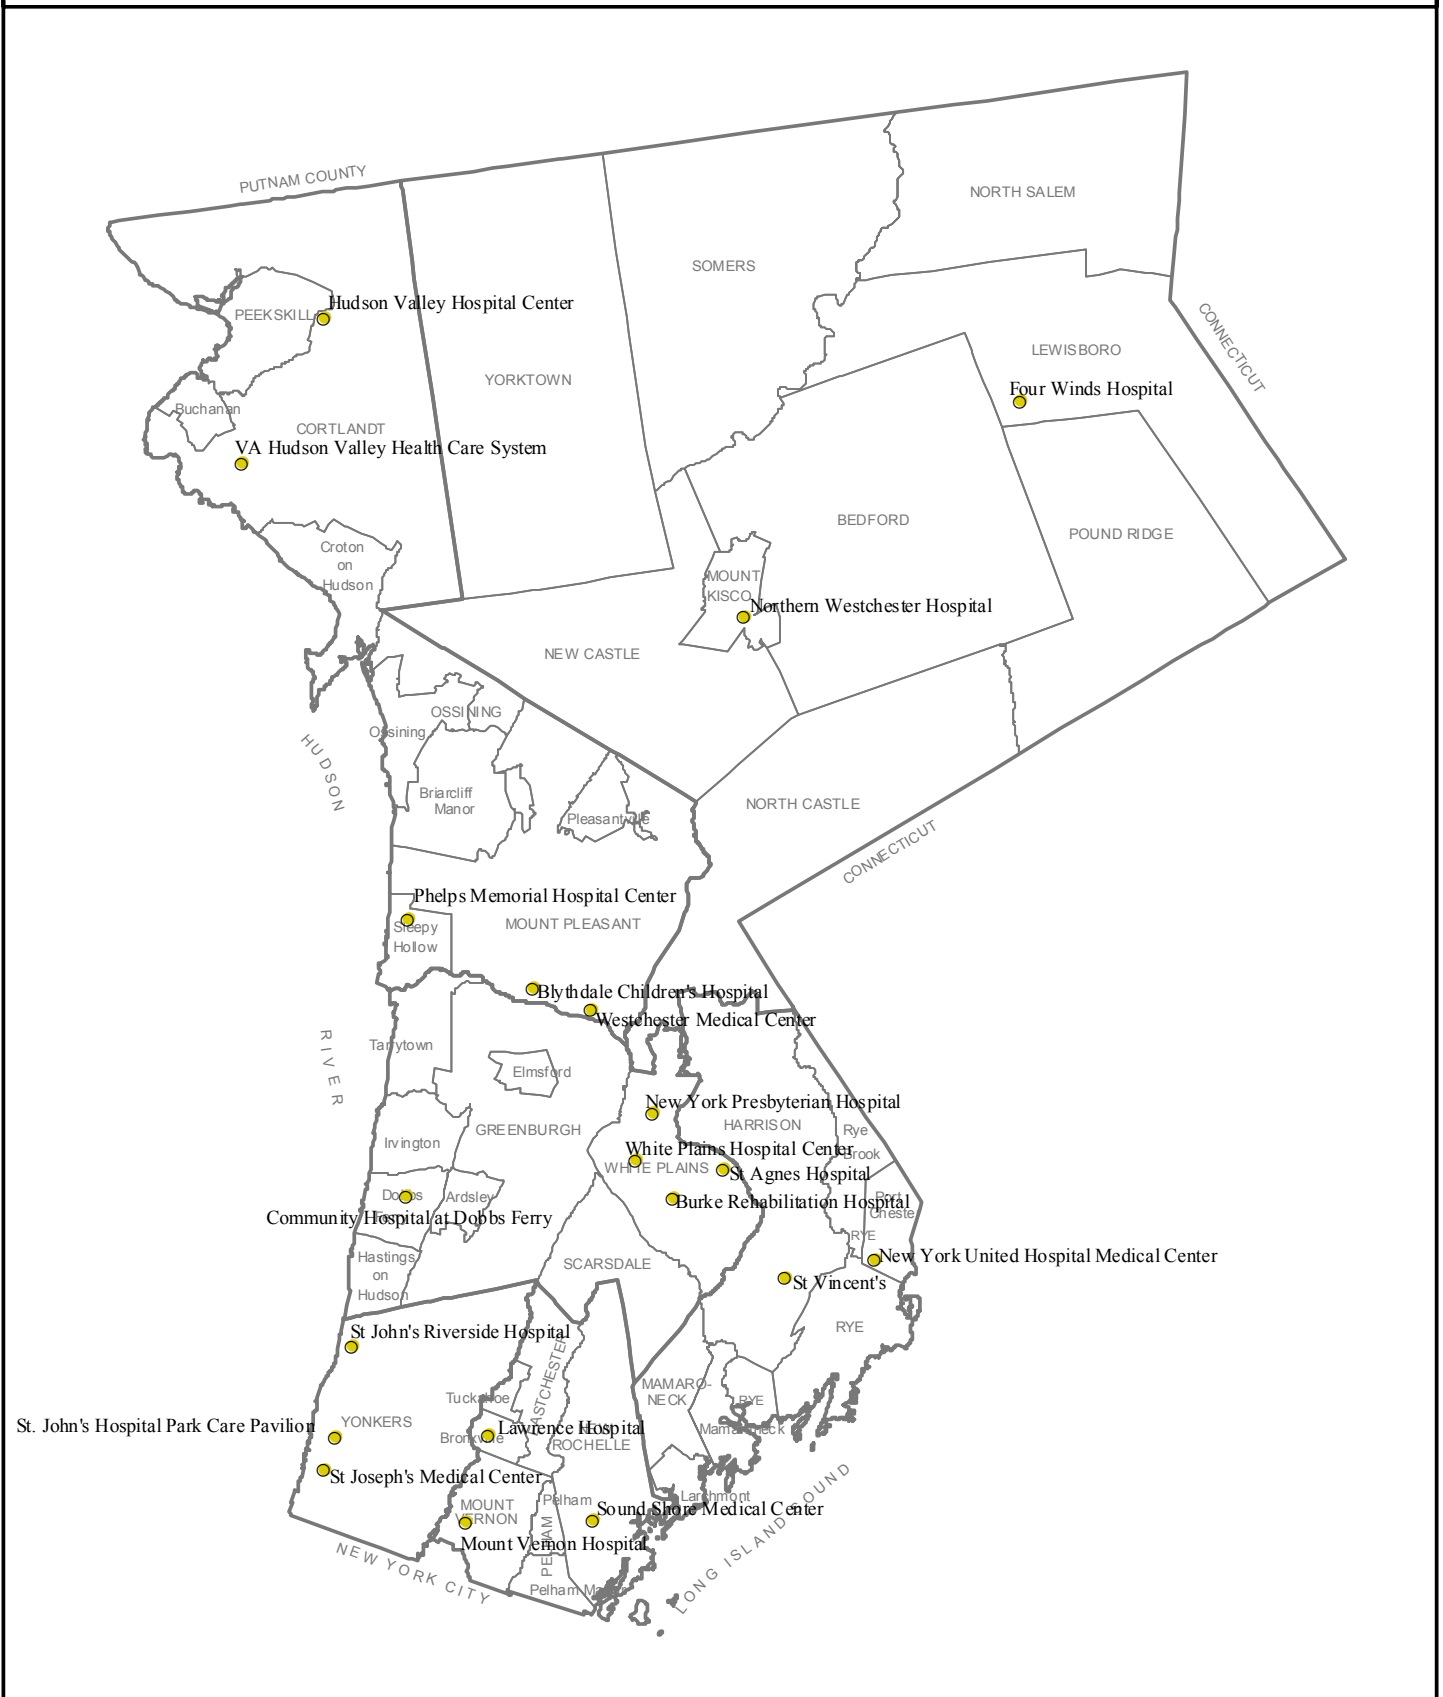 PUTNAM COUNTY
NORTH SALEM
SOMERS
Hudson Valley Hospital Center
PEEKSKILL
CONNECTICUT
LEWISBORO
YORKTOWN
Four Winds Hospital
Buchanan
CORTLANDT
VA Hudson Valley Health Care System
BEDFORD
POUND RIDGE
Croton
on
Hudson
MOUNT
KISCO
Northern Westchester Hospital
NEW CASTLE
OSSINING
Ossining
HUDSON
Briarcliff
Manor
Pleasantville
NORTH CASTLE
CONNECTICUT
Phelps Memorial Hospital Center
MOUNT PLEASANT
Sleepy
Hollow
Blythdale Children's Hospital
Westchester Medical Center
RIVER
Tarrytown
Elmsford
New York Presbyterian Hospital
HARRISON
GREENBURGH
Rye
Brook
Irvington
White Plains Hospital Center
WHITE PLAINS
St Agnes Hospital
Dobbs
Ferry
Ardsley
Burke Rehabilitation Hospital
Port
Cheste
Community Hospital at Dobbs Ferry
RYE
New York United Hospital Medical Center
Hastings
on
Hudson
SCARSDALE
St Vincent's
RYE
St John's Riverside Hospital
EASTCHESTER
Tuckahoe
MAMARO-
NECK
RYE
St. John's Hospital Park Care Pavilion
YONKERS
Bronxville
Lawrence Hospital
NEW
ROCHELLE
Mamaroneck
St Joseph's Medical Center
Larchmont
MOUNT
VERNON
Pelham
PELHAM
Sound Shore Medical Center
Mount Vernon Hospital
LONG ISLAND SOUND
NEW YORK CITY
Pelham Manor